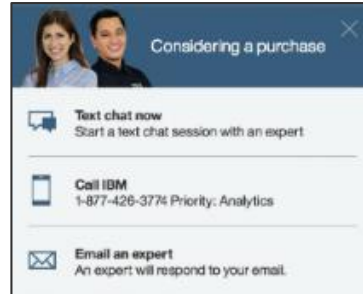 Considering a purchase
Text chat now
Start a text chat session with an expert
Call IBM
1-877-426-3774 Priority: Analytics
Email an expert
An expert will respond to your email.